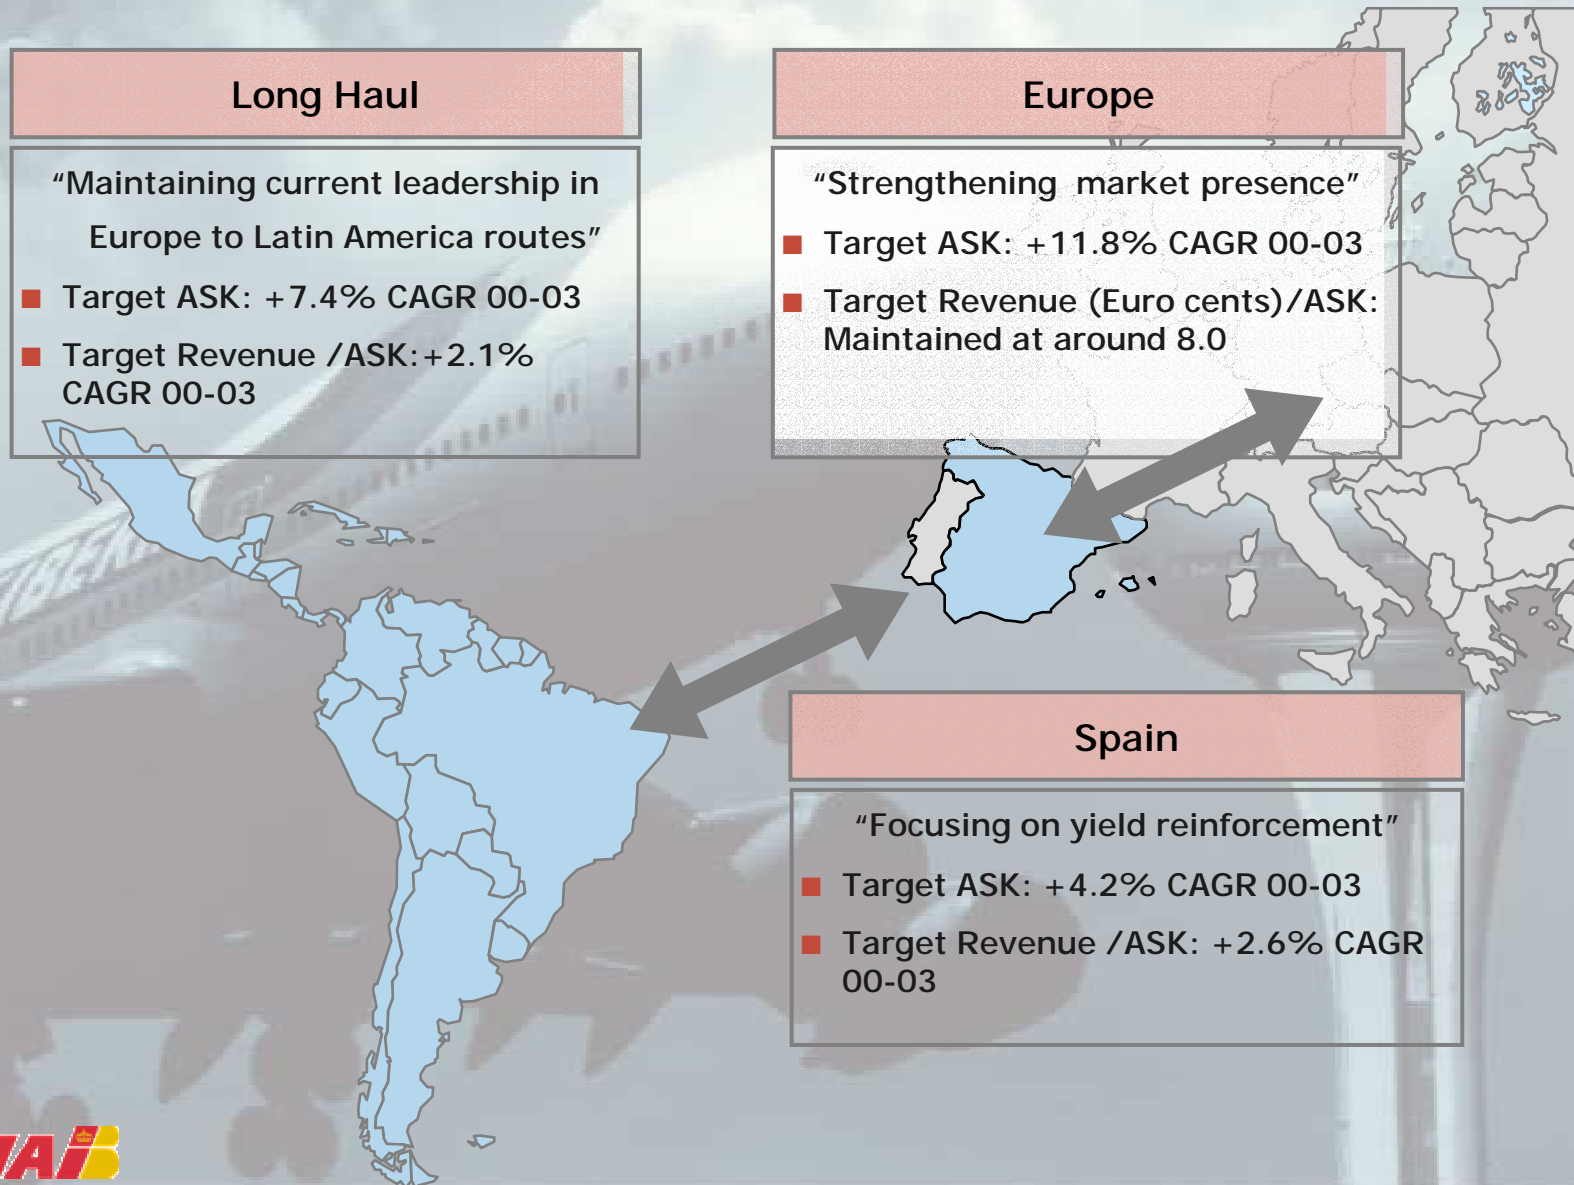 Long Haul
“Maintaining current leadership in
Europe to Latin America routes”
Target ASK: +7.4% CAGR 00-03
Target Revenue /ASK:+2.1%
CAGR 00-03
Europe
“Strengthening market presence”
Target ASK: +11.8% CAGR 00-03
Target Revenue (Euro cents)/ASK:
Maintained at around 8.0
Spain
“Focusing on yield reinforcement”
Target ASK: +4.2% CAGR 00-03
Target Revenue /ASK: +2.6% CAGR
00-03